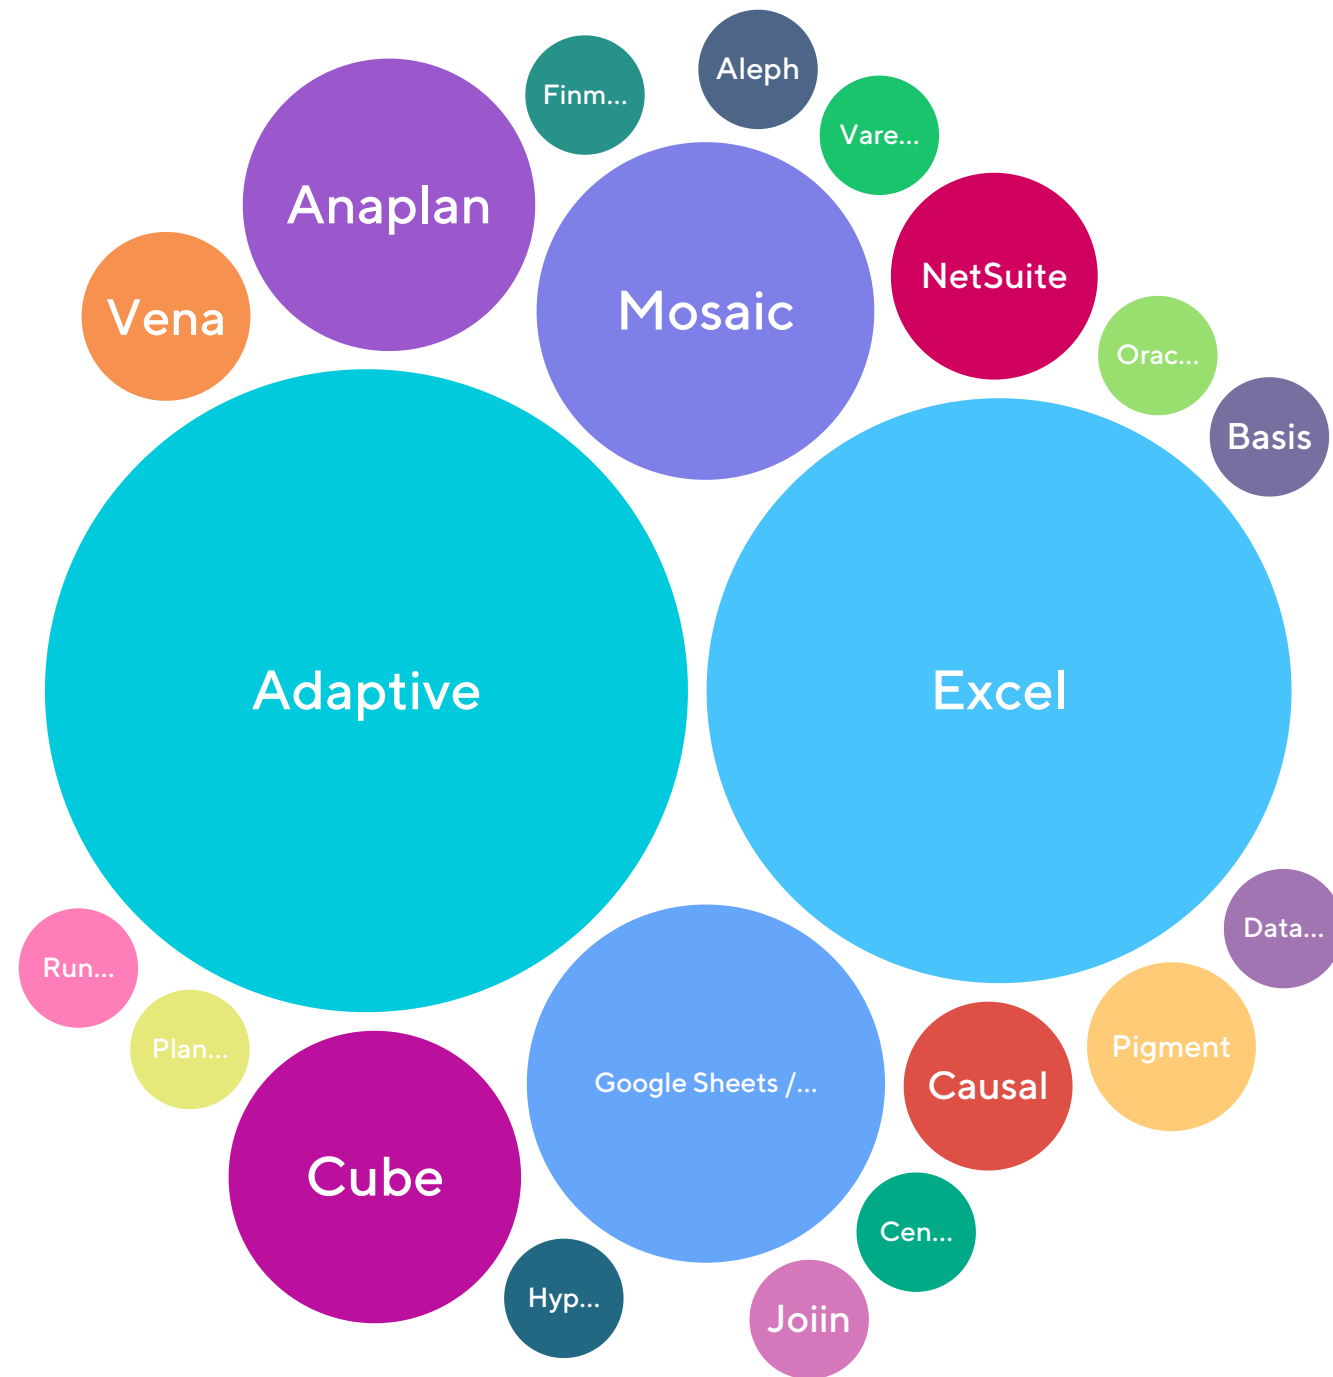 Aleph
Finm...
Vare...
Anaplan
NetSuite
Mosaic
Vena
Orac...
Basis
Adaptive
Excel
Data...
Run...
Plan...
Pigment
Google Sheets /...
Causal
Cube
Cen...
Hyp...
Joiin